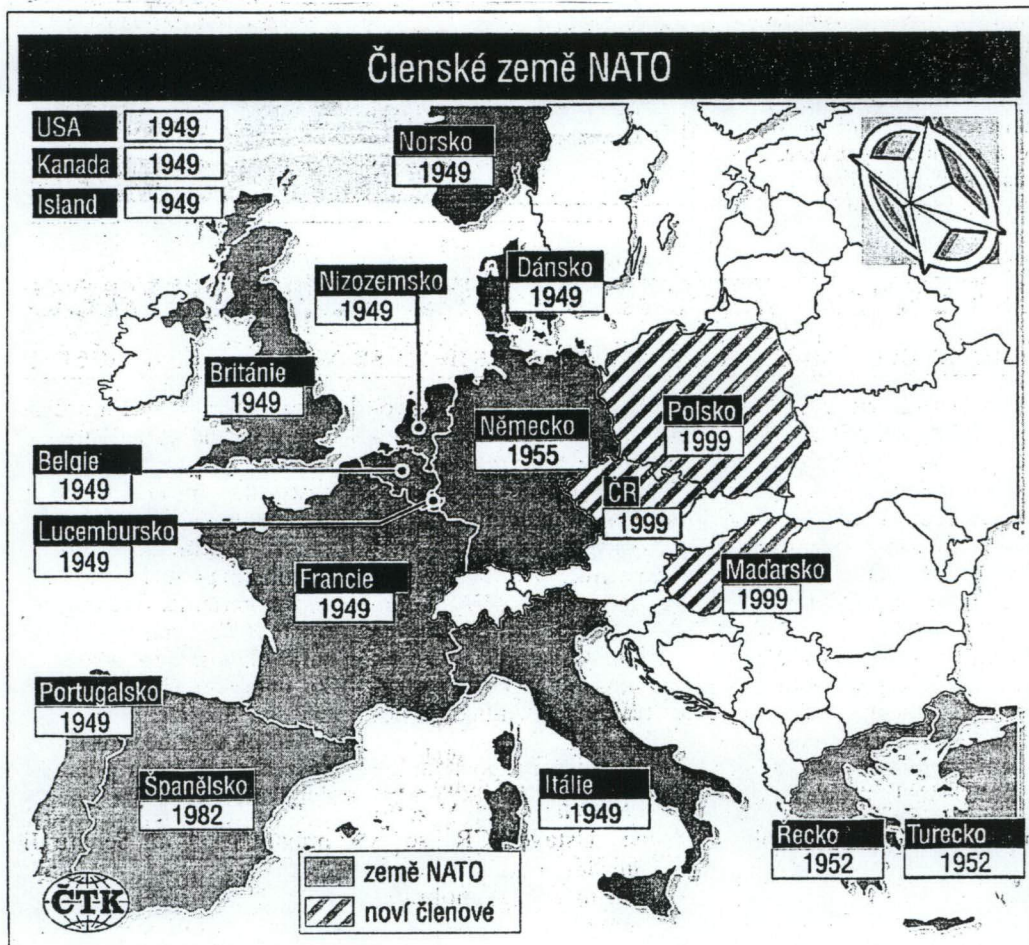 Členské země NATO
USA 1949
Kanada 1949
Island 1949
Norsko
1949
Nizozemsko
1949
Dánsko
1949
Británie
1949
Německo
1955
Polsko
1999
Belgie
1949
ČR
1999
Lucembursko
1949
Francie
1949
Maďarsko
1999
Portugalsko
1949
Španělsko
1982
Itálie
1949
Řecko
1952
Turecko
1952
země NATO
noví členové
ČTK